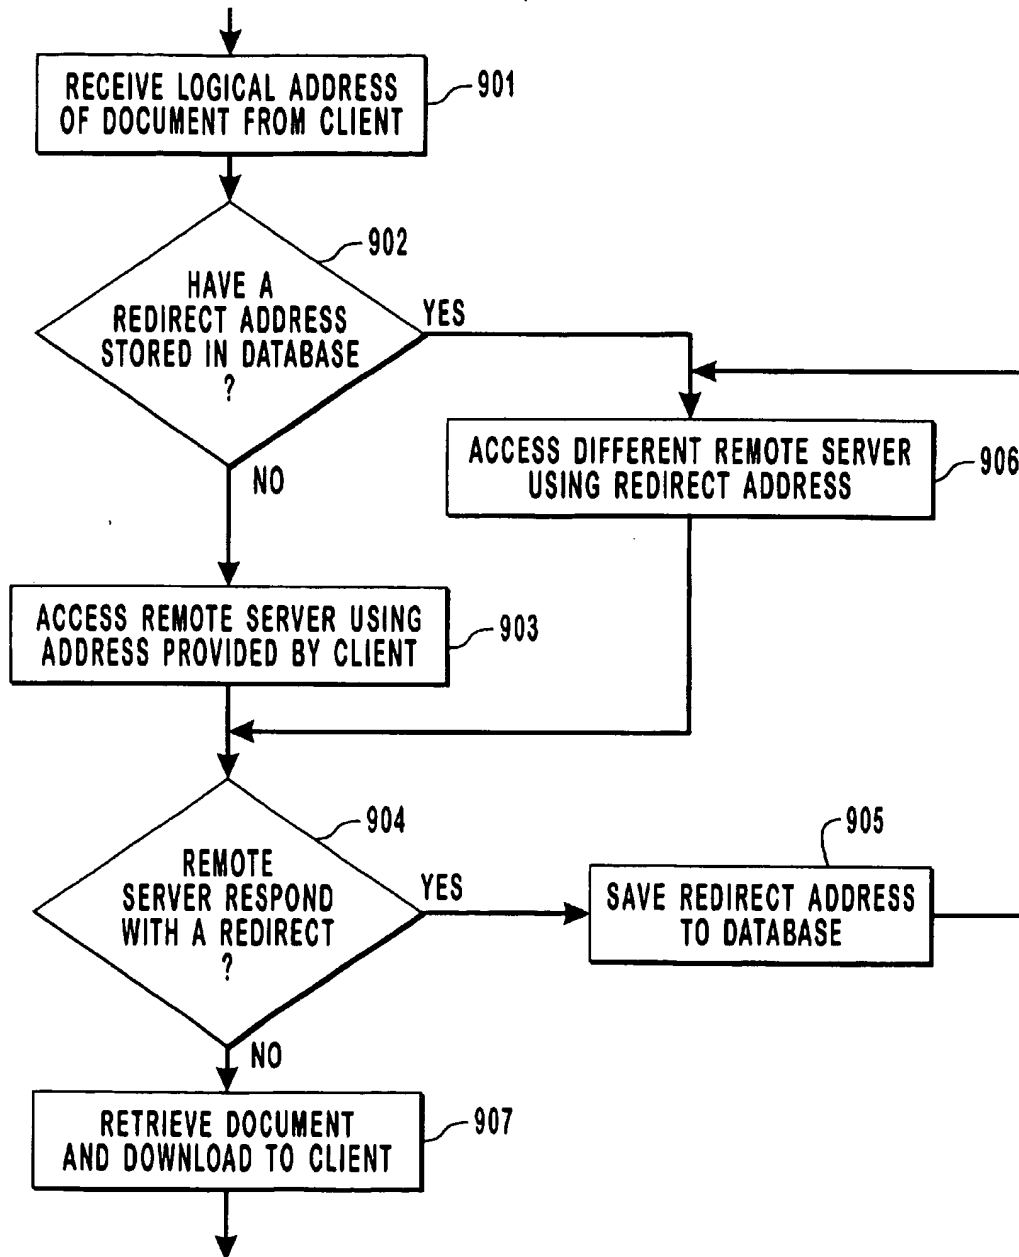 RECEIVE LOGICAL ADDRESS
OF DOCUMENT FROM CLIENT
901
902
HAVE A
REDIRECT ADDRESS
STORED IN DATABASE
?
YES
NO
ACCESS DIFFERENT REMOTE SERVER
USING REDIRECT ADDRESS
906
ACCESS REMOTE SERVER USING
ADDRESS PROVIDED BY CLIENT
903
904
REMOTE
SERVER RESPOND
WITH A REDIRECT
?
YES
NO
905
SAVE REDIRECT ADDRESS
TO DATABASE
RETRIEVE DOCUMENT
AND DOWNLOAD TO CLIENT
907